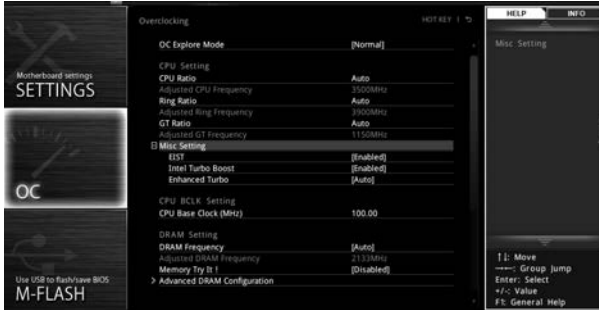 Overclocking
HOT KEY
HELP
INFO
OC Explore Mode [Normal]
Misc Setting
CPU Setting
CPU Ratio Auto
Adjusted CPU Frequency 3500MHz
Ring Ratio Auto
Adjusted Ring Frequency 3900MHz
GT Ratio Auto
Adjusted GT Frequency 1150MHz
Misc Setting
EIST [Enabled]
Intel Turbo Boost [Enabled]
Enhanced Turbo [Auto]
CPU BCLK Setting
CPU Base Clock (MHz) 100.00
DRAM Setting
DRAM Frequency [Auto]
Adjusted DRAM Frequency 2133MHz
Memory Try It ! [Disabled]
Advanced DRAM Configuration
Motherboard settings
SETTINGS
OC
Use USB to flash/save BIOS
M-FLASH
↑↓: Move
→←: Group Jump
Enter: Select
+/-: Value
F1: General Help